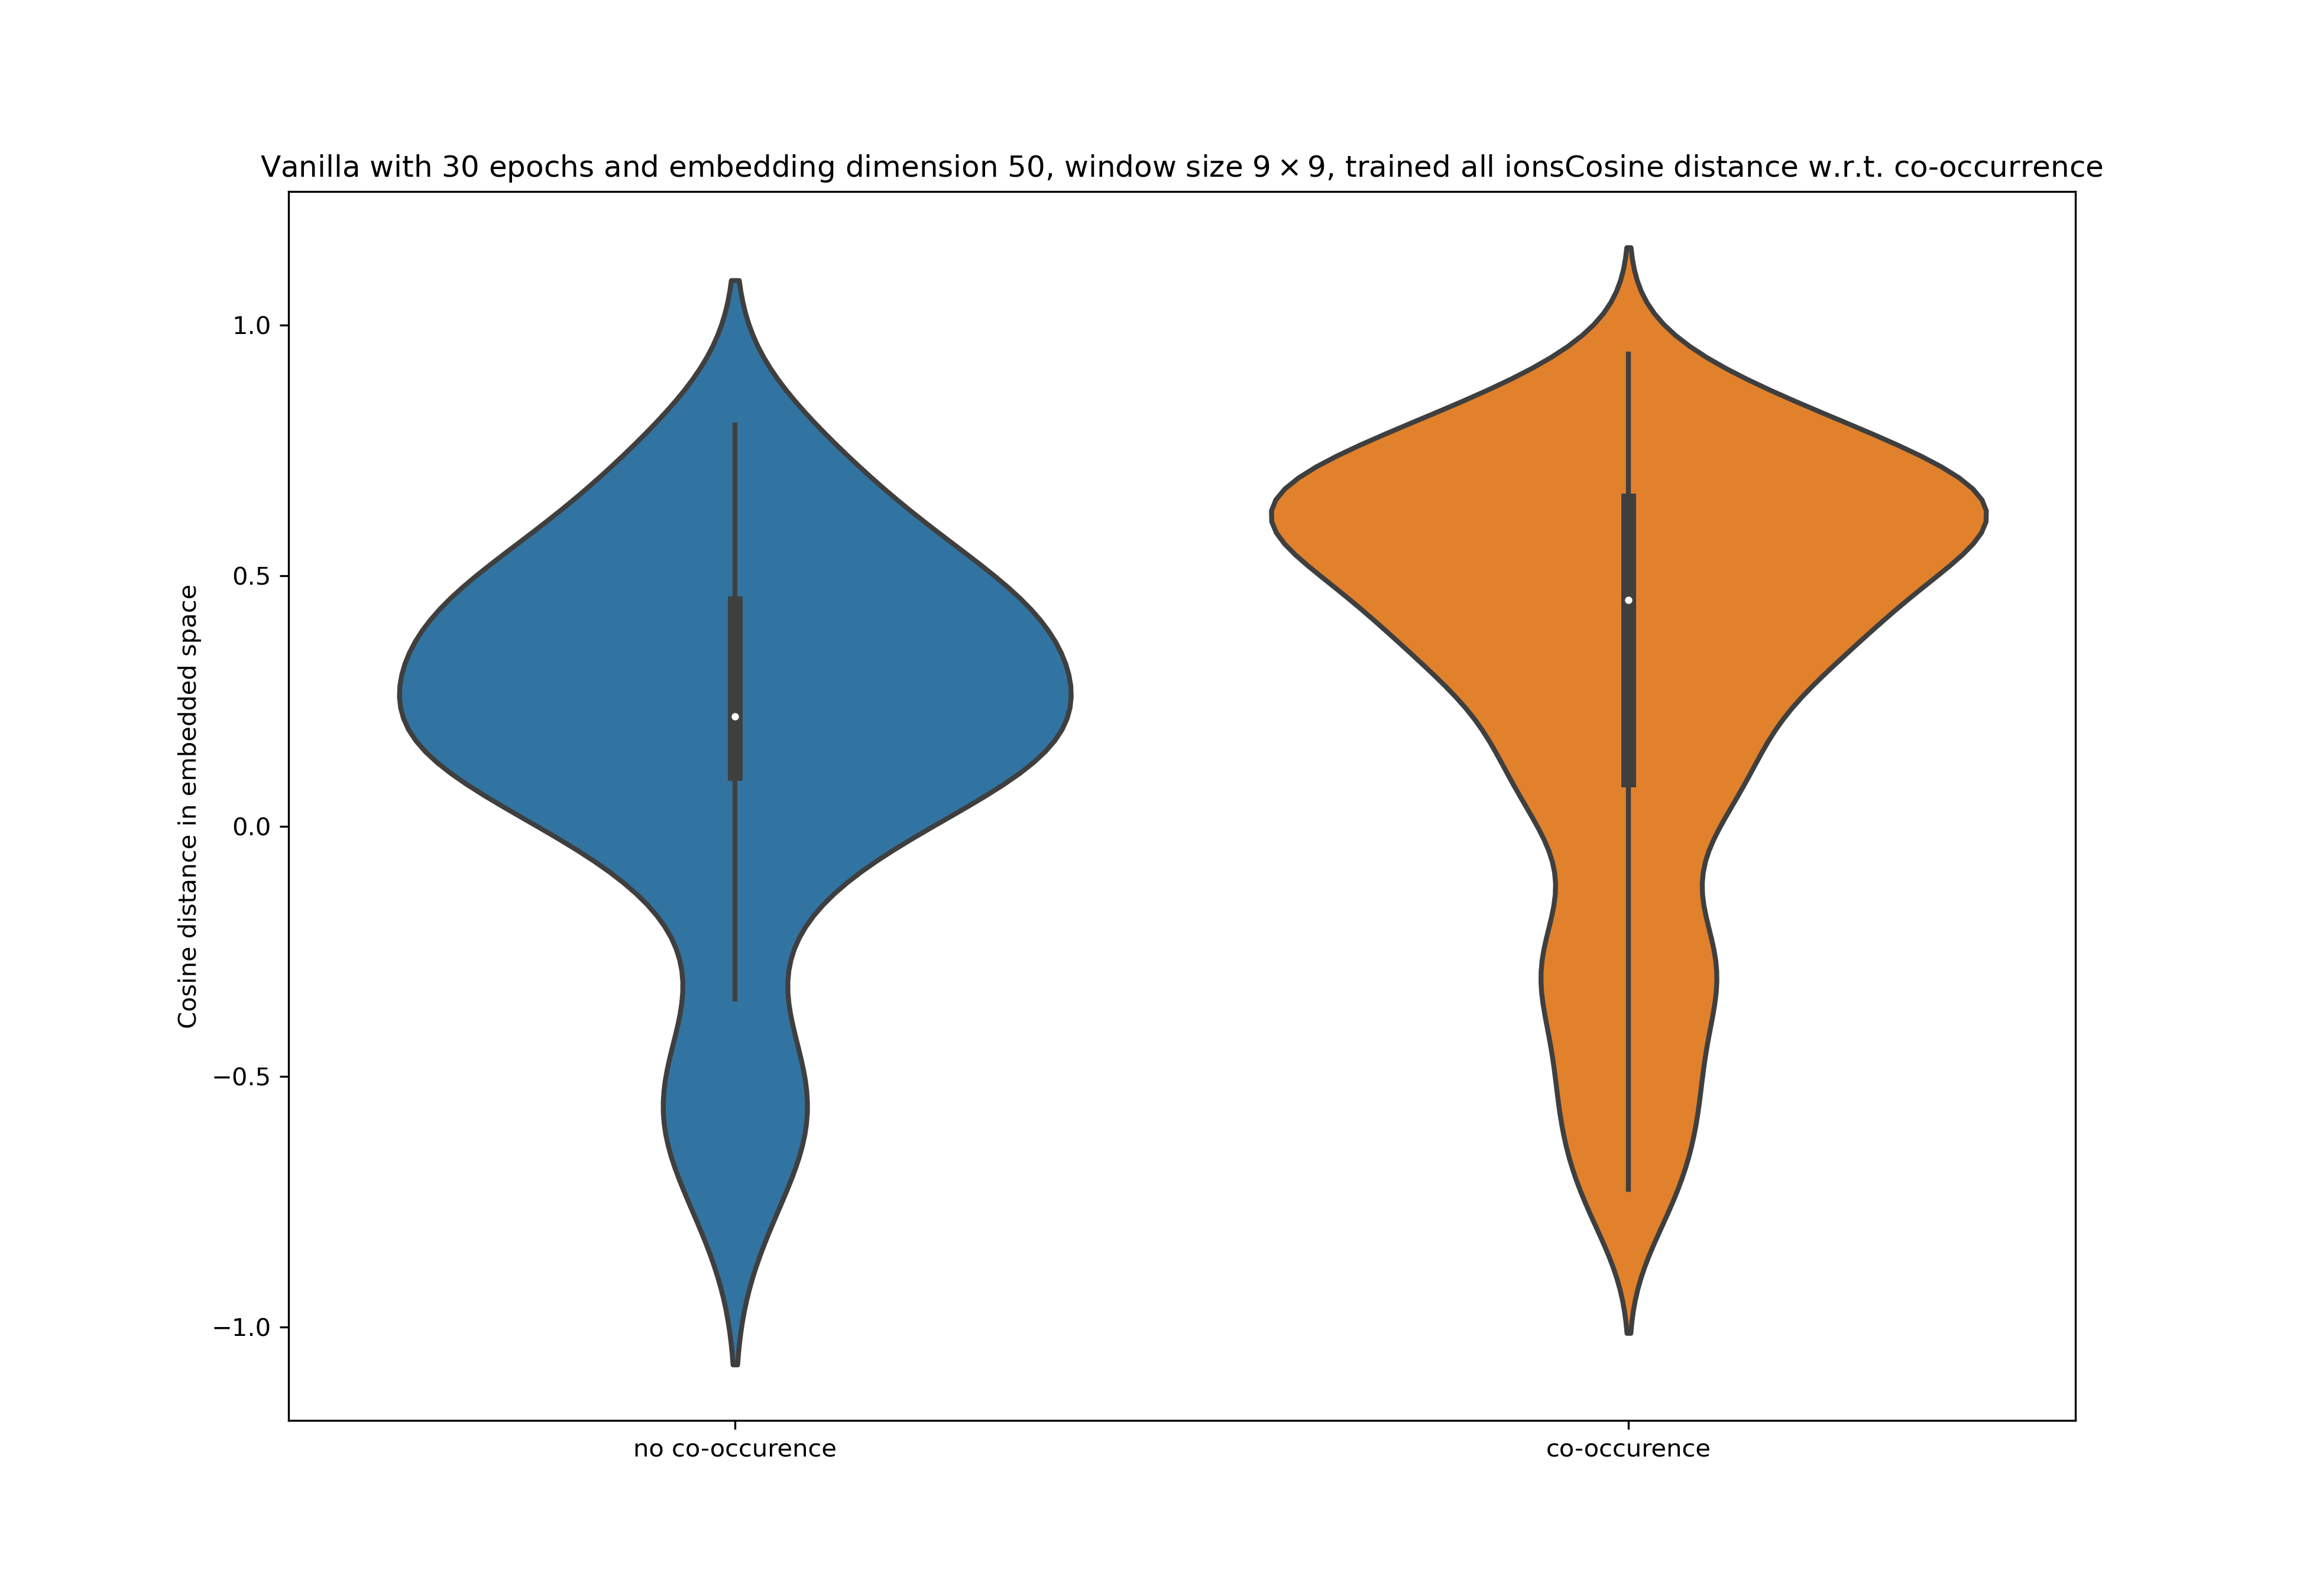 Vanilla with 30 epochs and embedding dimension 50, window size 9 × 9, trained all ionsCosine distance w.r.t. co-occurrence
Cosine distance in embedded space
1.0
0.5
0.0
−0.5
−1.0
no co-occurence
co-occurence